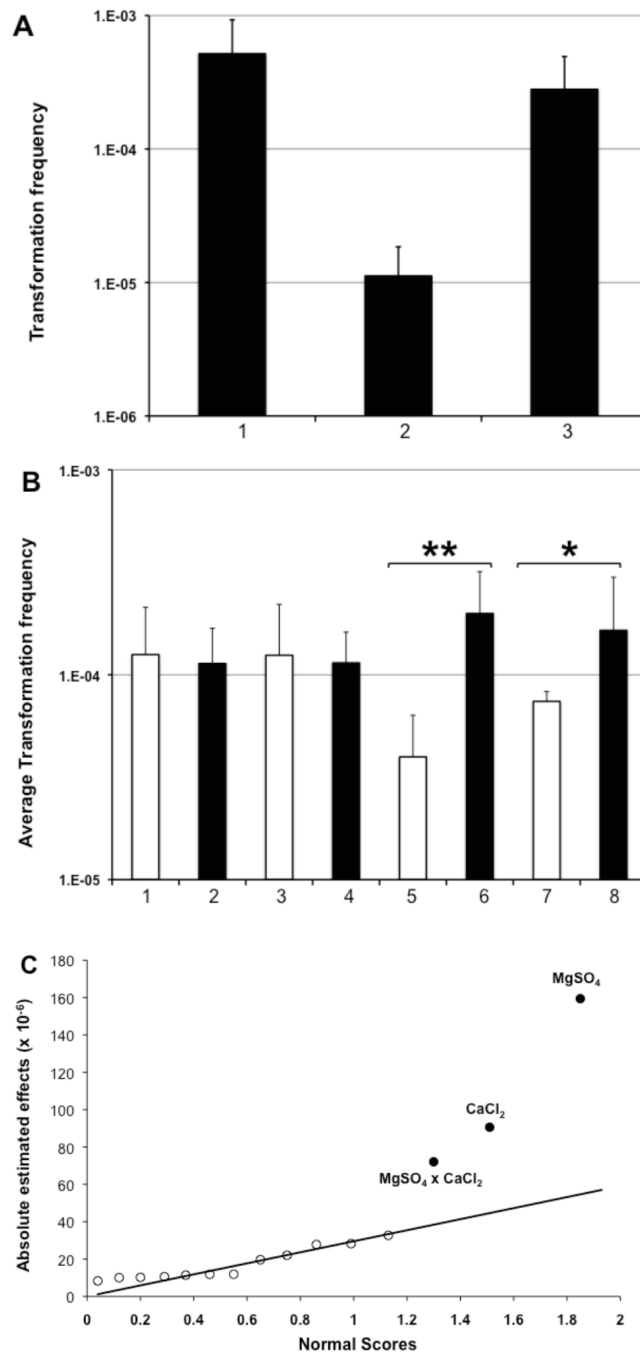 A
1.E-03
1.E-04
1.E-05
1.E-06
Transformation frequency
1 2 3
B
1.E-03
** *
1.E-04
1.E-05
Average Transformation frequency
1 2 3 4 5 6 7 8
C
180
160
140
120
100
80
60
40
20
0
Absolute estimated effects (x 10⁻⁶)
MgSO₄
CaCl₂
MgSO₄ x CaCl₂
0 0.2 0.4 0.6 0.8 1 1.2 1.4 1.6 1.8 2
Normal Scores